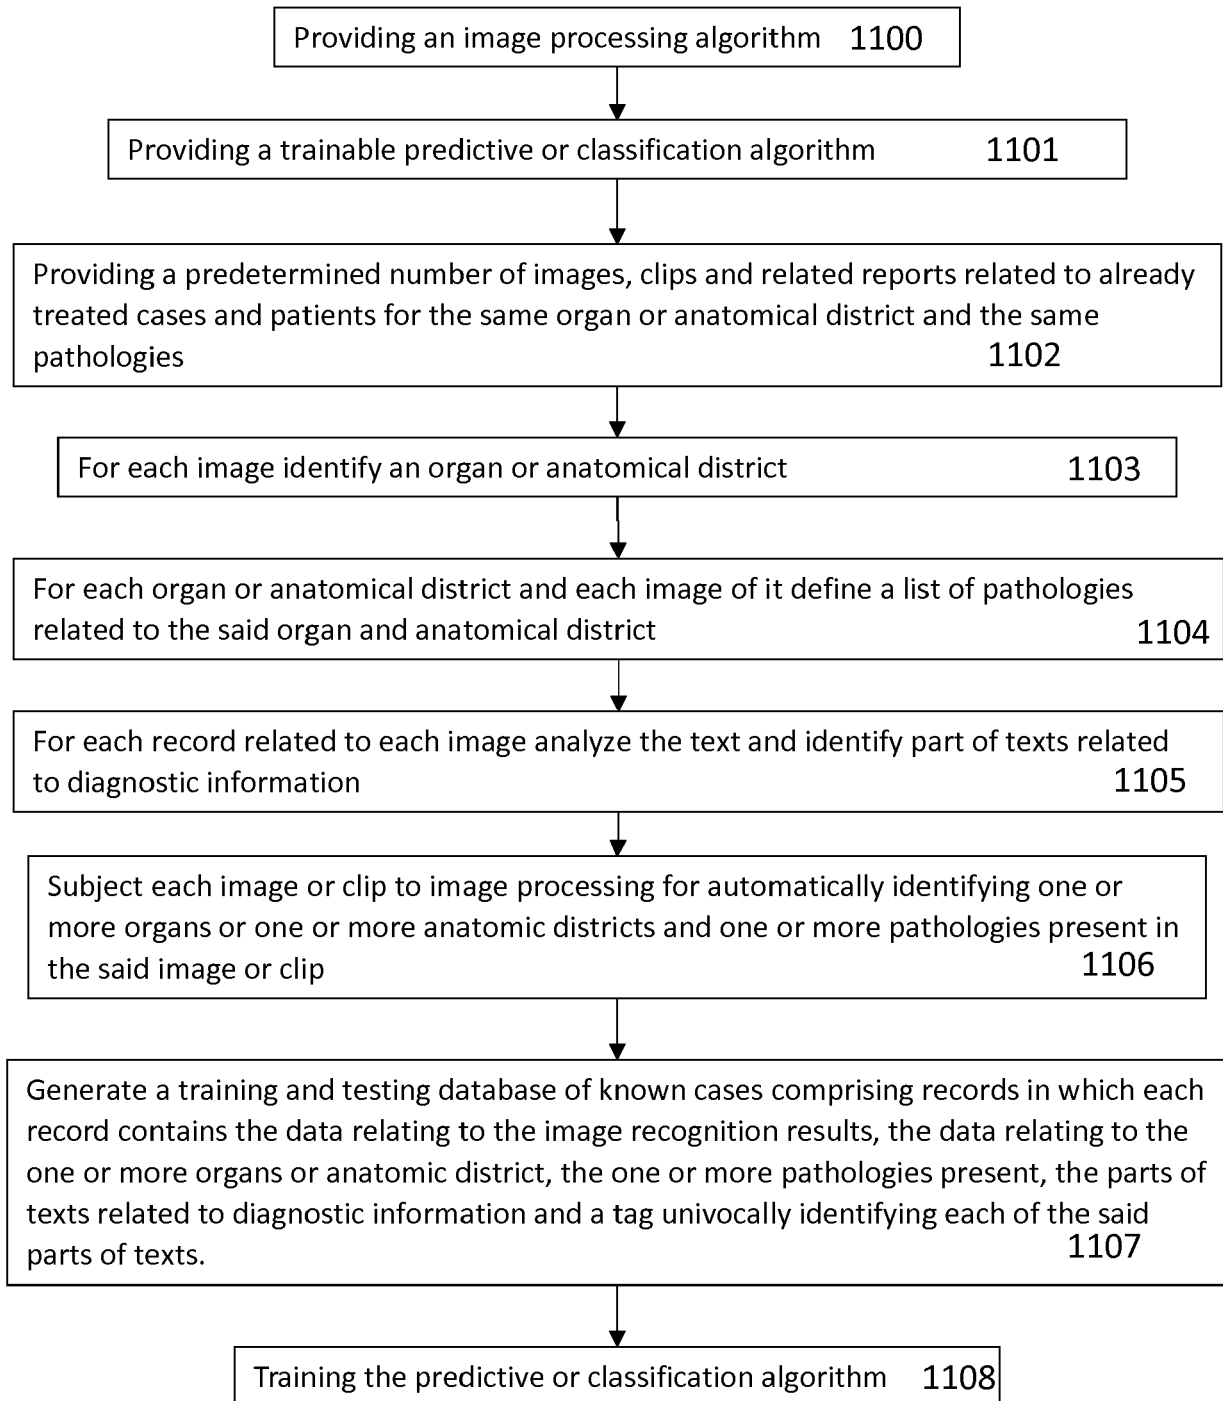 Providing an image processing algorithm 1100
Providing a trainable predictive or classification algorithm 1101
Providing a predetermined number of images, clips and related reports related to already
treated cases and patients for the same organ or anatomical district and the same
pathologies 1102
For each image identify an organ or anatomical district 1103
For each organ or anatomical district and each image of it define a list of pathologies
related to the said organ and anatomical district 1104
For each record related to each image analyze the text and identify part of texts related
to diagnostic information 1105
Subject each image or clip to image processing for automatically identifying one or
more organs or one or more anatomic districts and one or more pathologies present in
the said image or clip 1106
Generate a training and testing database of known cases comprising records in which each
record contains the data relating to the image recognition results, the data relating to the
one or more organs or anatomic district, the one or more pathologies present, the parts of
texts related to diagnostic information and a tag univocally identifying each of the said
parts of texts. 1107
Training the predictive or classification algorithm 1108